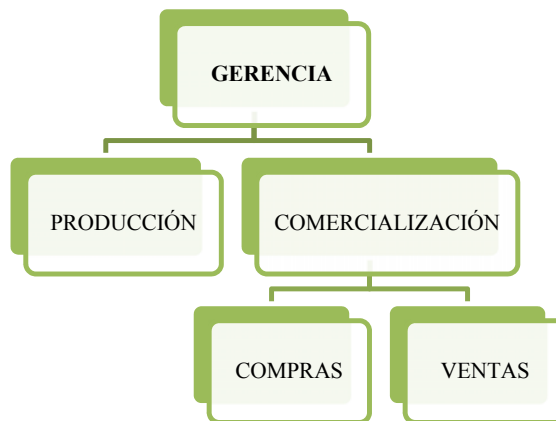 GERENCIA
PRODUCCIÓN
COMERCIALIZACIÓN
COMPRAS
VENTAS